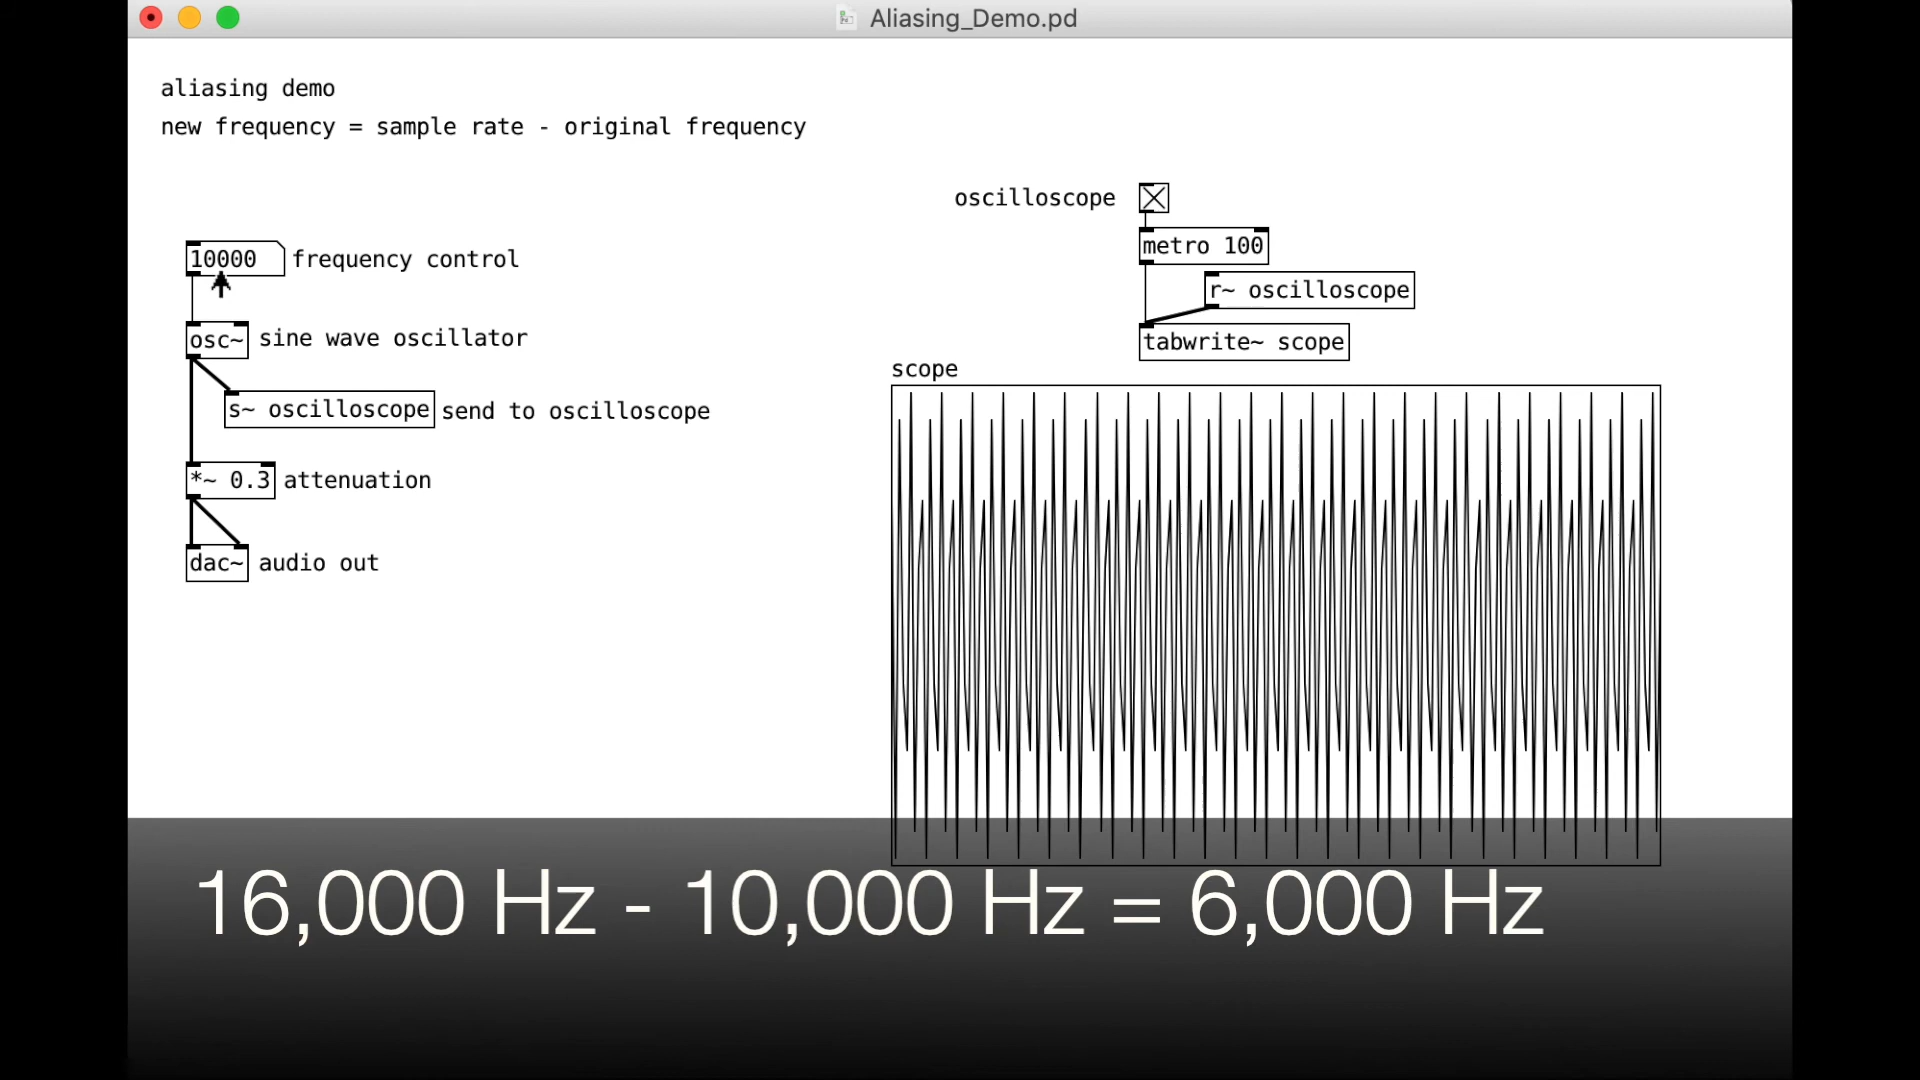 Aliasing_Demo.pd
aliasing demo
new frequency = sample rate - original frequency
oscilloscope
metro 100
10000 frequency control
r~ oscilloscope
osc~ sine wave oscillator
tabwrite~ scope
scope
s~ oscilloscope send to oscilloscope
*~ 0.3 attenuation
dac~ audio out
16,000 Hz - 10,000 Hz = 6,000 Hz